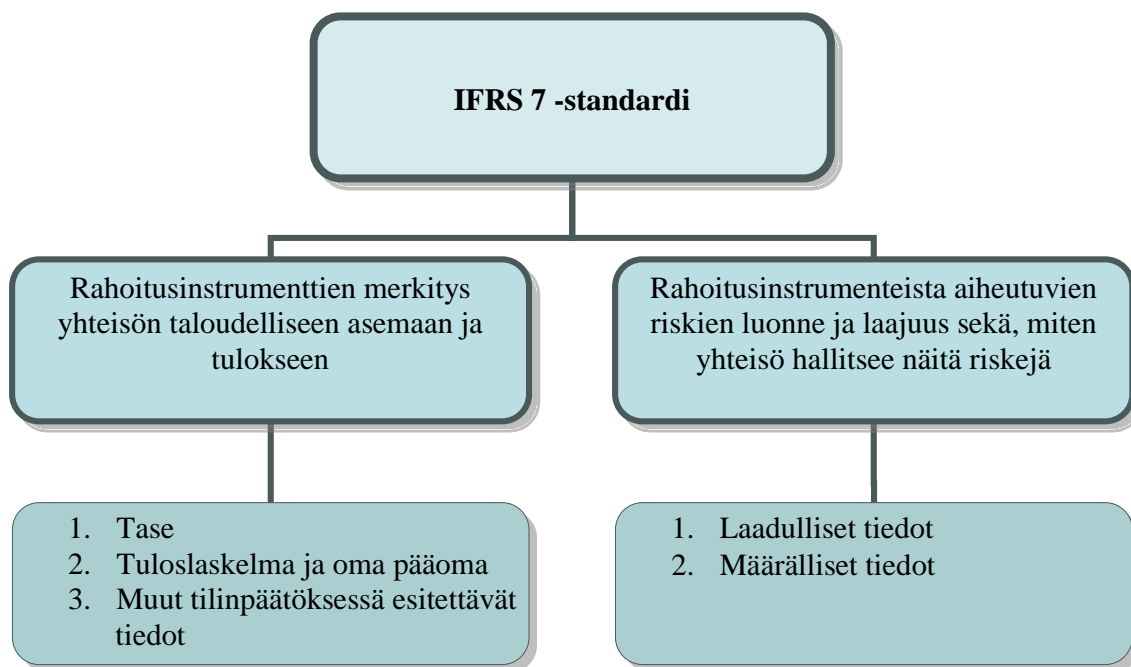 IFRS 7 -standardi
Rahoitusinstrumenttien merkitys
yhteisön taloudelliseen asemaan ja
tulokseen
Rahoitusinstrumenteista aiheutuvien
riskien luonne ja laajuus sekä, miten
yhteisö hallitsee näitä riskejä
1. Tase
2. Tuloslaskelma ja oma pääoma
3. Muut tilinpäätöksessä esitettävät
tiedot
1. Laadulliset tiedot
2. Määrälliset tiedot